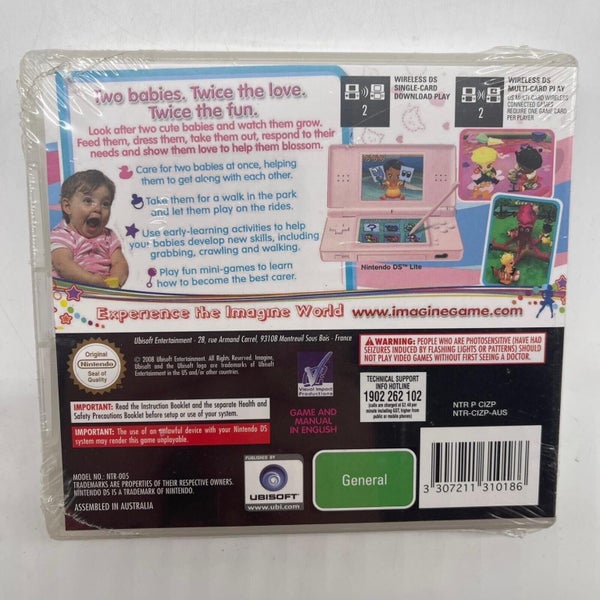 Two babies. Twice the love.
Twice the fun.
Look after two cute babies and watch them grow.
Feed them, dress them, take them out, respond to their
needs and show them love to help them blossom.
Care for two babies at once, helping
them to get along with each other.
Take them for a walk in the park
and let them play on the rides.
Use early-learning activities to help
your babies develop new skills, including
grabbing, crawling and walking.
Play fun mini-games to learn
how to become the best carer.
WIRELESS DS
SINGLE-CARD
DOWNLOAD PLAY
2
WIRELESS DS
MULTI-CARD PLAY
CONNECTED GAMES
REQUIRE ONE GAME CARD
PER PLAYER
2
Nintendo DS™ Lite
Experience the Imagine World www.imaginegame.com
Ubisoft Entertainment - 28, rue Armand Carrel, 93108 Montreuil Sous Bois - France
Original
Nintendo
Seal of
Quality
© 2008 Ubisoft Entertainment. All Rights Reserved. Imagine,
Ubisoft and the Ubisoft logo are trademarks of Ubisoft
Entertainment in the US and/or other countries.
Visual Impact
Productions
WARNING: PEOPLE WHO ARE PHOTOSENSITIVE (HAVE HAD
SEIZURES INDUCED BY FLASHING LIGHTS OR PATTERNS) SHOULD
NOT PLAY VIDEO GAMES WITHOUT FIRST SEEING A DOCTOR.
TECHNICAL SUPPORT
INFO HOTLINE
1902 262 102
NTR P CIZP
NTR-CIZP-AUS
IMPORTANT: Read the Instruction Booklet and the separate Health and
Safety Precautions Booklet before setup or use of your system.
GAME AND
MANUAL
IN ENGLISH
IMPORTANT: The use of an unlawful device with your Nintendo DS
system may render this game unplayable.
PUBLISHED BY
UBISOFT
www.ubi.com
General
3 307211 310186
MODEL NO.: NTR-005
TRADEMARKS ARE PROPERTIES OF THEIR RESPECTIVE OWNERS.
NINTENDO DS IS A TRADEMARK OF NINTENDO.
ASSEMBLED IN AUSTRALIA